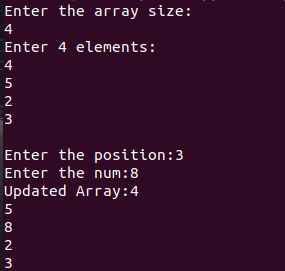 Enter the array size:
4
Enter 4 elements:
4
5
2
3
Enter the position:3
Enter the num:8
Updated Array:4
5
8
2
3